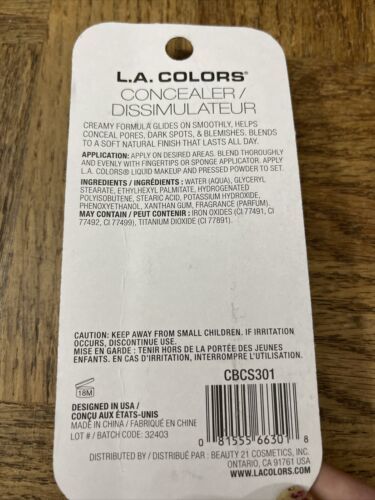 L.A. COLORS®
CONCEALER /
DISSIMULATEUR
CREAMY FORMULA GLIDES ON SMOOTHLY, HELPS
CONCEAL PORES, DARK SPOTS, & BLEMISHES. BLENDS
TO A SOFT NATURAL FINISH THAT LASTS ALL DAY.
APPLICATION: APPLY ON DESIRED AREAS. BLEND THOROUGHLY
AND EVENLY WITH FINGERTIPS OR SPONGE APPLICATOR. APPLY
L.A. COLORS® LIQUID MAKEUP AND PRESSED POWDER TO SET.
INGREDIENTS / INGRÉDIENTS : WATER (AQUA), GLYCERYL
STEARATE, ETHYLHEXYL PALMITATE, HYDROGENATED
POLYISOBUTENE, STEARIC ACID, POTASSIUM HYDROXIDE,
PHENOXYETHANOL, XANTHAN GUM, FRAGRANCE (PARFUM).
MAY CONTAIN / PEUT CONTENIR : IRON OXIDES (CI 77491, CI
77492, CI 77499), TITANIUM DIOXIDE (CI 77891).
CAUTION: KEEP AWAY FROM SMALL CHILDREN. IF IRRITATION
OCCURS, DISCONTINUE USE.
MISE EN GARDE : TENIR HORS DE LA PORTÉE DES JEUNES
ENFANTS. EN CAS D'IRRITATION, INTERROMPRE L'UTILISATION.
CBCS301
18M
DESIGNED IN USA /
CONÇU AUX ÉTATS-UNIS
MADE IN CHINA / FABRIQUÉ EN CHINE
LOT # / BATCH CODE: 32403
0 81555 66301 8
DISTRIBUTED BY / DISTRIBUÉ PAR : BEAUTY 21 COSMETICS, INC.
ONTARIO, CA 91761 USA
WWW.LACOLORS.COM